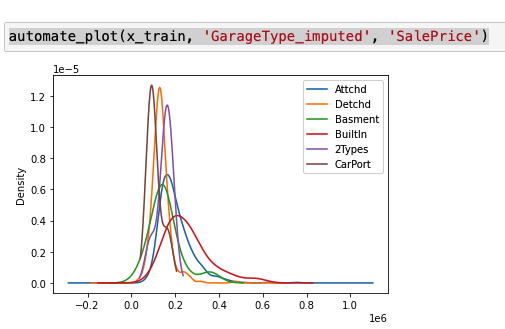 automate_plot(x_train, 'GarageType_imputed', 'SalePrice')
1e−5
Attchd
Detchd
Basment
BuiltIn
2Types
CarPort
1.2
1.0
0.8
0.6
0.4
0.2
0.0
Density
−0.2 0.0 0.2 0.4 0.6 0.8 1.0
1e6